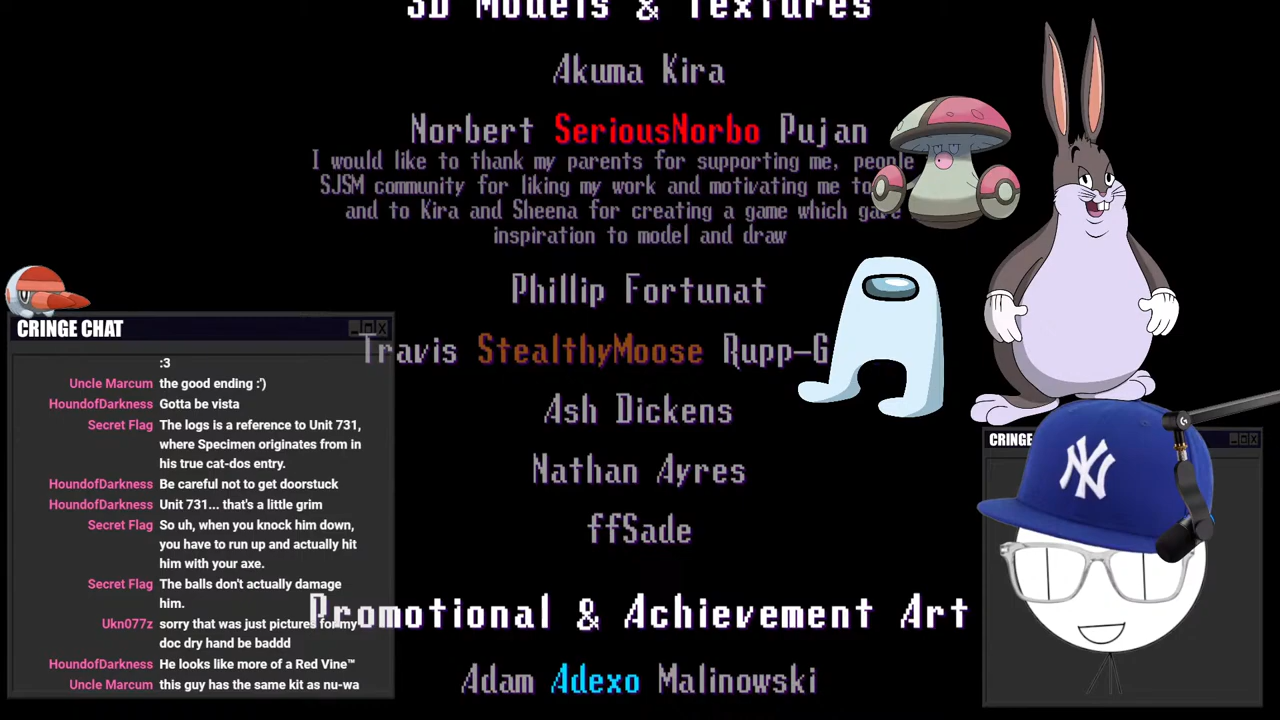 3D Models & Textures
Akuma Kira
Norbert SeriousNorbo Pujan
I would like to thank my parents for supporting me, people
SJSM community for liking my work and motivating me to
and to Kira and Sheena for creating a game which gave
inspiration to model and draw
Phillip Fortunat
Travis StealthyMoose Rupp-G
Ash Dickens
Nathan Ayres
ffSade
Promotional & Achievement Art
Adam Adexo Malinowski
CRINGE CHAT
:3
Uncle Marcum the good ending :')
HoundofDarkness Gotta be vista
Secret Flag The logs is a reference to Unit 731,
where Specimen originates from in
his true cat-dos entry.
HoundofDarkness Be careful not to get doorstuck
HoundofDarkness Unit 731... that's a little grim
Secret Flag So uh, when you knock him down,
you have to run up and actually hit
him with your axe.
Secret Flag The balls don't actually damage
him.
Ukn077z sorry that was just pictures for my
doc dry hand be baddd
HoundofDarkness He looks like more of a Red Vine™
Uncle Marcum this guy has the same kit as nu-wa
CRINGE
NY